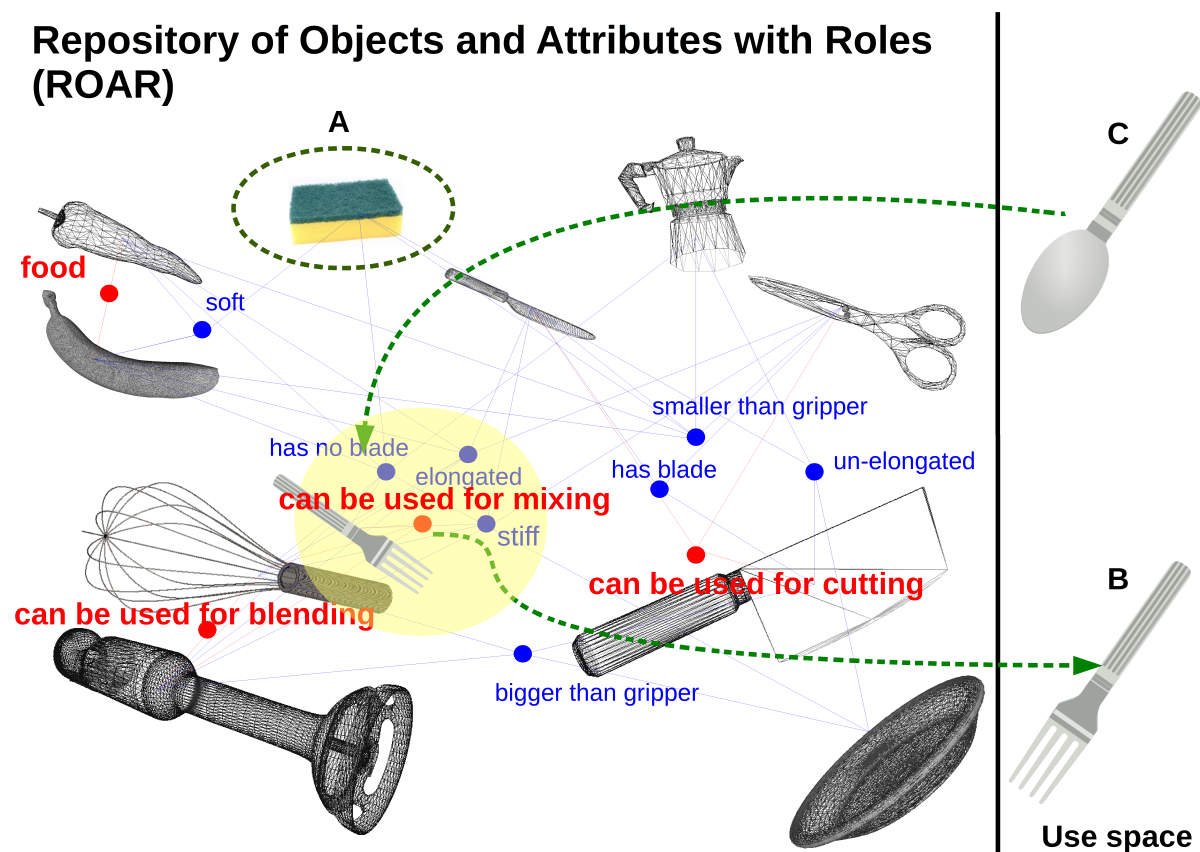 Repository of Objects and Attributes with Roles
(ROAR)
A
C
food
soft
smaller than gripper
has no blade
elongated
has blade
un-elongated
can be used for mixing
stiff
can be used for cutting
B
can be used for blending
bigger than gripper
Use space